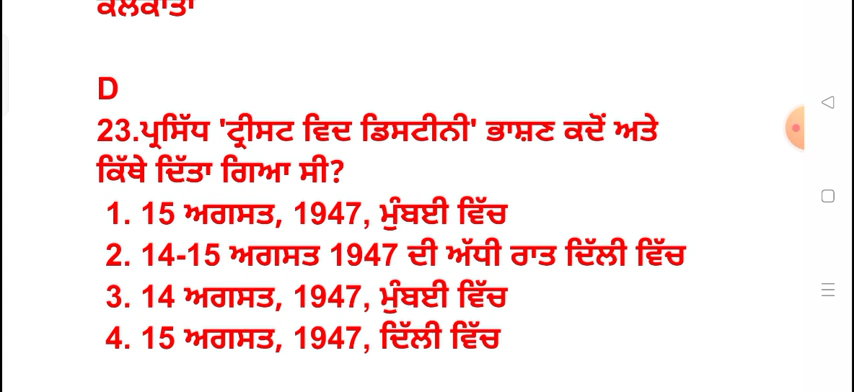 ਕਲਕਾਤਾ
D
23.ਪ੍ਰਸਿੱਧ 'ਟ੍ਰੀਸਟ ਵਿਦ ਡਿਸਟੀਨੀ' ਭਾਸ਼ਣ ਕਦੋਂ ਅਤੇ
ਕਿੱਥੇ ਦਿੱਤਾ ਗਿਆ ਸੀ?
1. 15 ਅਗਸਤ, 1947, ਮੁੰਬਈ ਵਿੱਚ
2. 14-15 ਅਗਸਤ 1947 ਦੀ ਅੱਧੀ ਰਾਤ ਦਿੱਲੀ ਵਿੱਚ
3. 14 ਅਗਸਤ, 1947, ਮੁੰਬਈ ਵਿੱਚ
4. 15 ਅਗਸਤ, 1947, ਦਿੱਲੀ ਵਿੱਚ